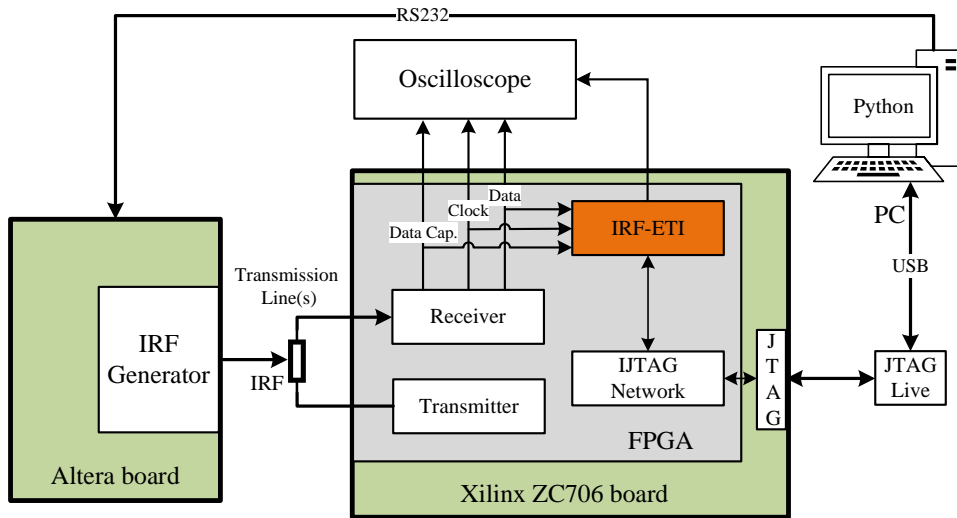 RS232
Oscilloscope
Python
PC
Data
Clock
Data Cap.
IRF-ETI
USB
Transmission
Line(s)
IRF
Generator
IRF
Receiver
Transmitter
IJTAG
Network
J
T
A
G
JTAG
Live
FPGA
Altera board
Xilinx ZC706 board